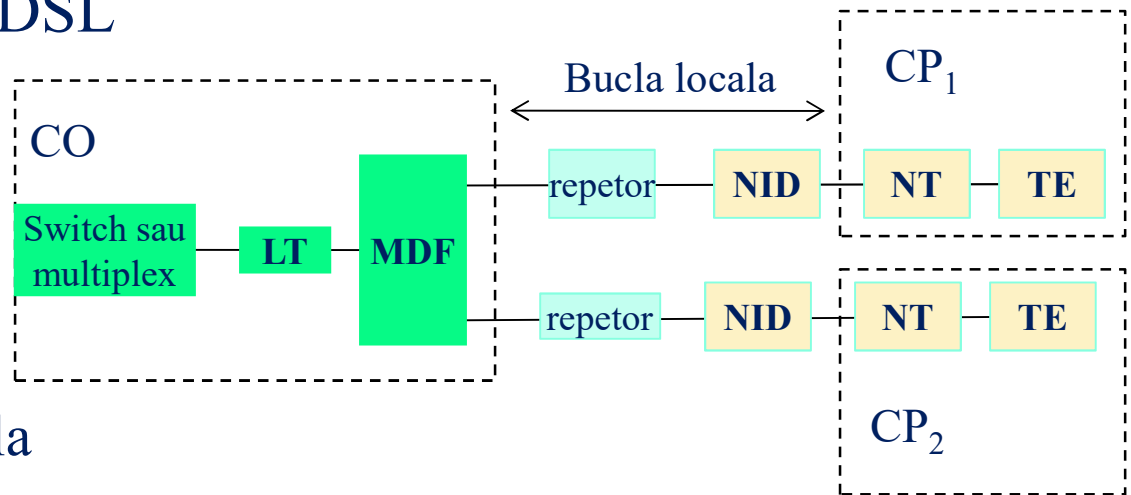 DSL
CP1
Bucla locala
CO
repetor
NID
NT
TE
Switch sau
multiplex
LT
MDF
repetor
NID
NT
TE
CP2
la